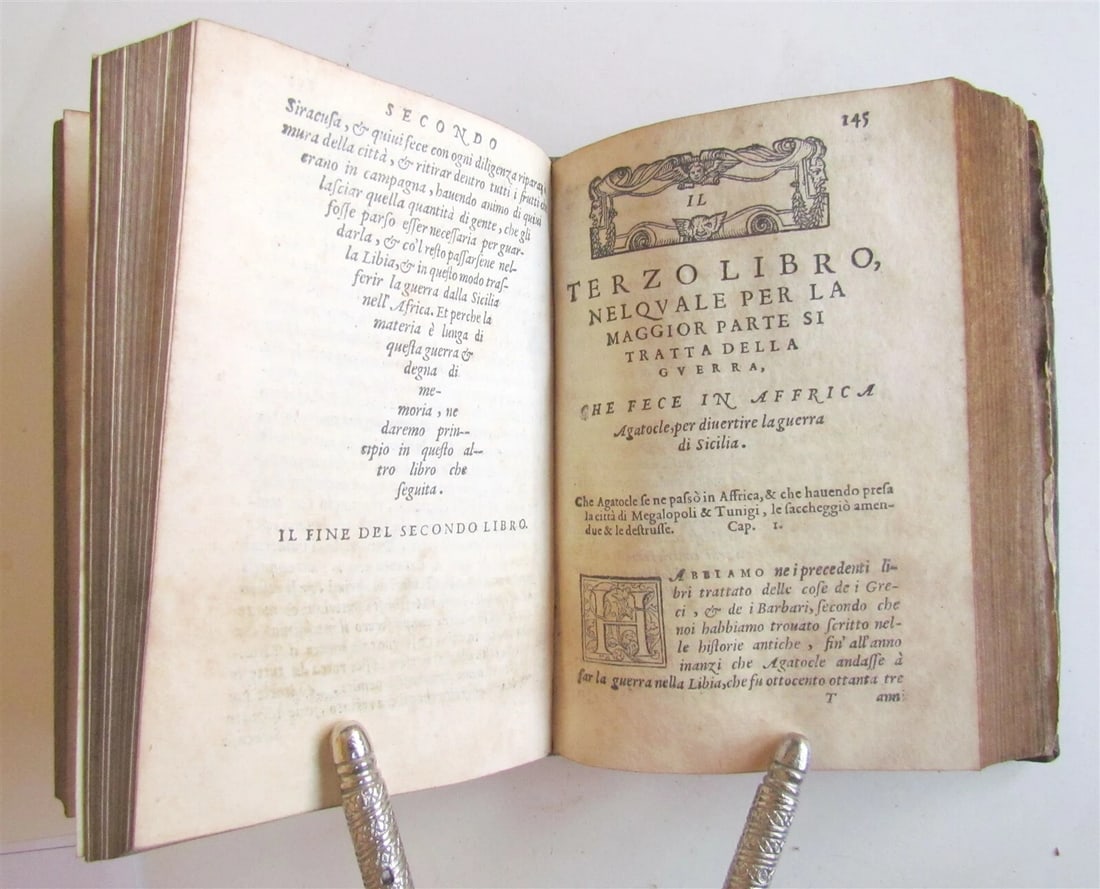 SECONDO
Siracusa, & quiui fece con ogni diligenza riparar
mura della città, & ritirar dentro tutti i frutti
erano in campagna, hauendo animo di quiui
lasciar quella quantità di gente, che gli
fosse parso esser necessaria per guar-
darla, & co'l resto passarsene nel-
la Libia, & in questo modo tras-
ferir la guerra dalla Sicilia
nell'Africa. Et perche la
materia è lunga di
questa guerra &
degna di
me-
moria, ne
daremo prin-
cipio in questo al-
tro libro che
seguita.
IL FINE DEL SECONDO LIBRO.
145
IL
TERZO LIBRO,
NELQVALE PER LA
MAGGIOR PARTE SI
TRATTA DELLA
GVERRA,
CHE FECE IN AFFRICA
Agatocle, per diuertire la guerra
di Sicilia.
Che Agatocle se ne passò in Affrica, & che hauendo presa
la città di Megalopoli & Tunigi, le saccheggiò amen-
due & le destrusse. Cap. 1.
HABBIAMO ne i precedenti li-
bri trattato delle cose de i Gre-
ci, & de i Barbari, secondo che
noi habbiamo trouato scritto nel-
le historie antiche, fin' all'anno
inanzi che Agatocle andasse à
far la guerra nella Libia, che fu ottocento ottanta tre
T anni